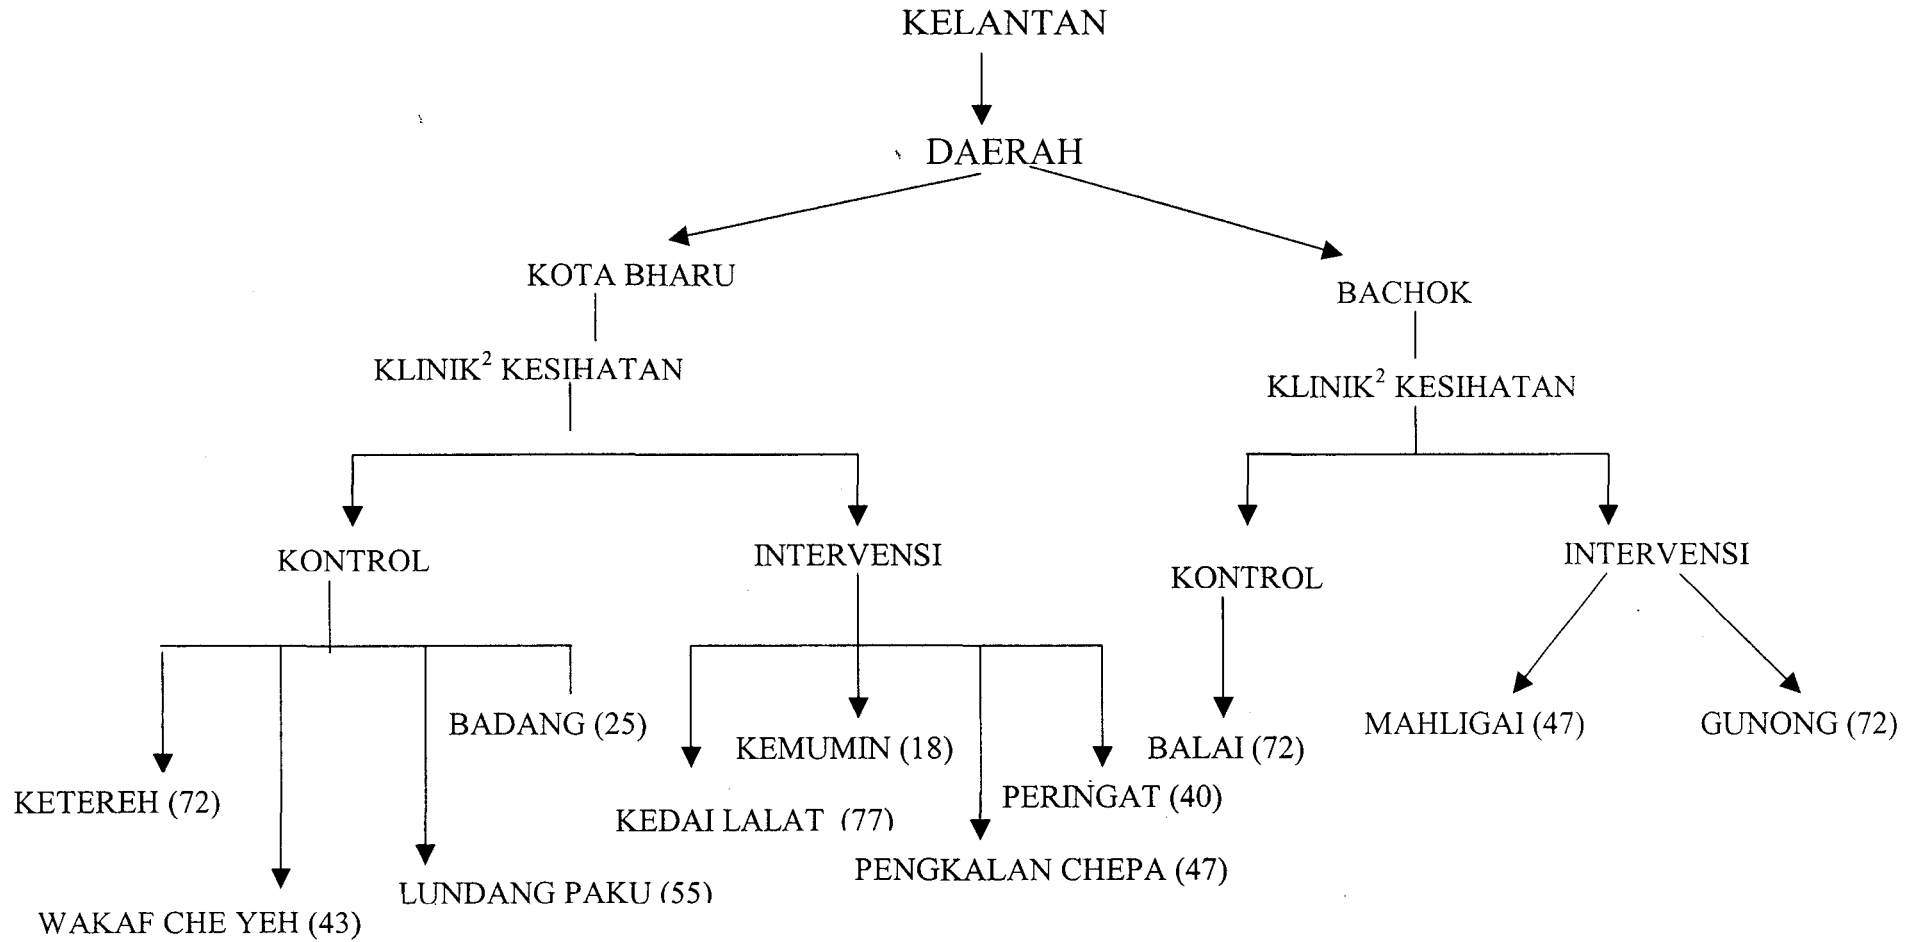 KELANTAN
DAERAH
KOTA BHARU
BACHOK
KLINIK² KESIHATAN
KLINIK² KESIHATAN
KONTROL
INTERVENSI
KONTROL
INTERVENSI
BADANG (25)
KEMUMIN (18)
BALAI (72)
MAHLIGAI (47)
GUNONG (72)
KETEREH (72)
PERINGAT (40)
KEDAI LALAT (77)
PENGKALAN CHEPA (47)
LUNDANG PAKU (55)
WAKAF CHE YEH (43)